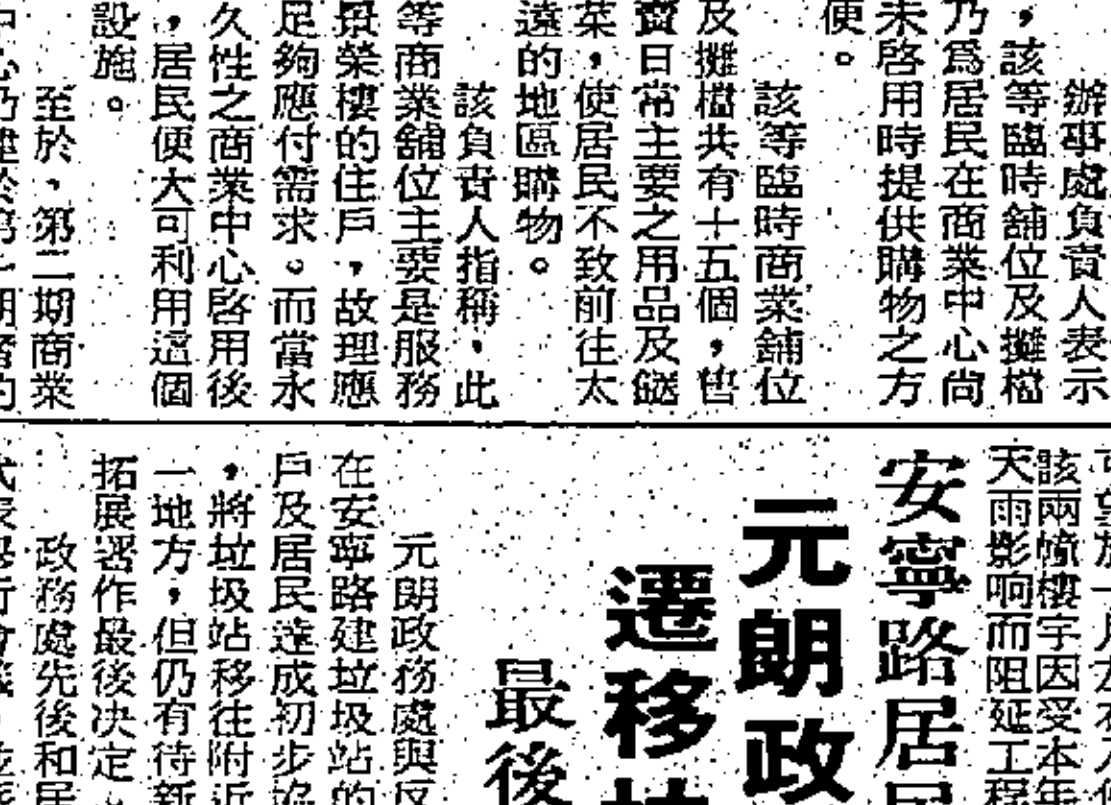 辦事處負責人表示
，該等臨時舖位及攤檔
乃爲居民在商業中心尚
未啓用時提供購物之方
便。
該等臨時商業舖位
及攤檔共有十五個，售
賣日常主要之用品及餸
菜，使居民不致前往太
遠的地區購物。
該負責人指稱，此
等商業舖位主要是服務
景榮樓的住戶，故理應
足夠應付需求。而當永
久性之商業中心啓用後
，居民便大可利用這個
設施。
至於，第二期商業
該兩幢樓宇因受本年
天雨影响而阻延工程
安寧路居民
元朗政
遷移
最後
元朗政務處與反
在安寧路建垃圾站的
戶及居民達成初步協
，將垃圾站移往附近
一地方，但仍有待新
拓展署作最後決定。
政務處先後和居